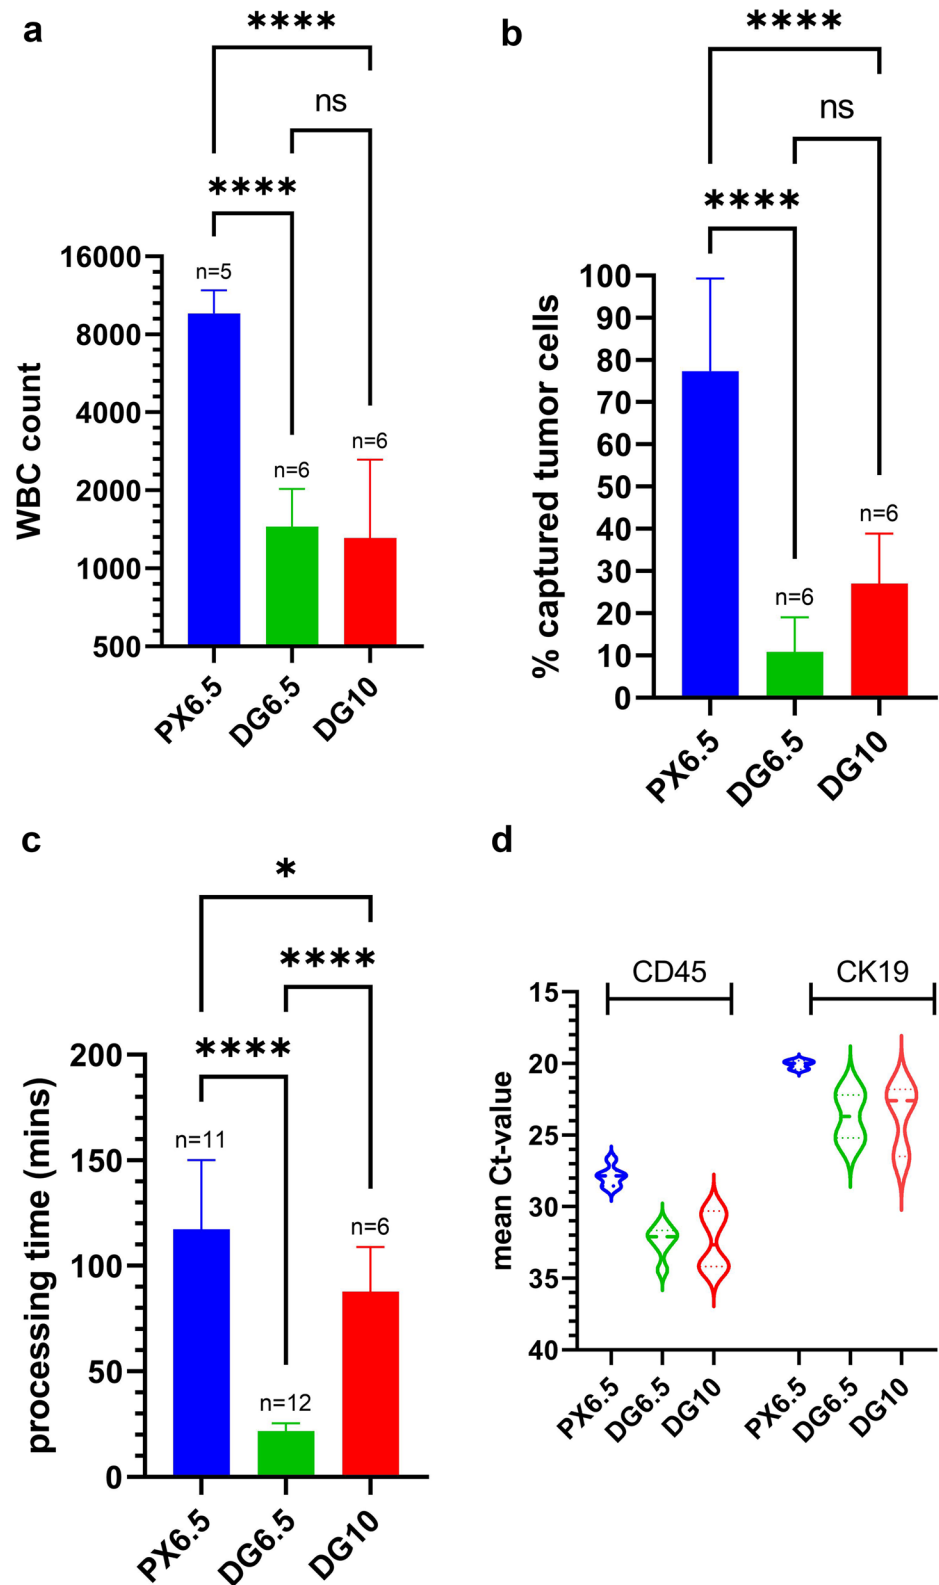 a
****
ns
****
WBC count
16000
8000
4000
2000
1000
500
n=5
n=6
n=6
PX6.5
DG6.5
DG10
b
****
ns
****
% captured tumor cells
100
90
80
70
60
50
40
30
20
10
0
n=6
n=6
PX6.5
DG6.5
DG10
c
*
****
****
processing time (mins)
200
150
100
50
0
n=11
n=12
n=6
PX6.5
DG6.5
DG10
d
CD45
CK19
mean Ct-value
15
20
25
30
35
40
PX6.5
DG6.5
DG10
PX6.5
DG6.5
DG10